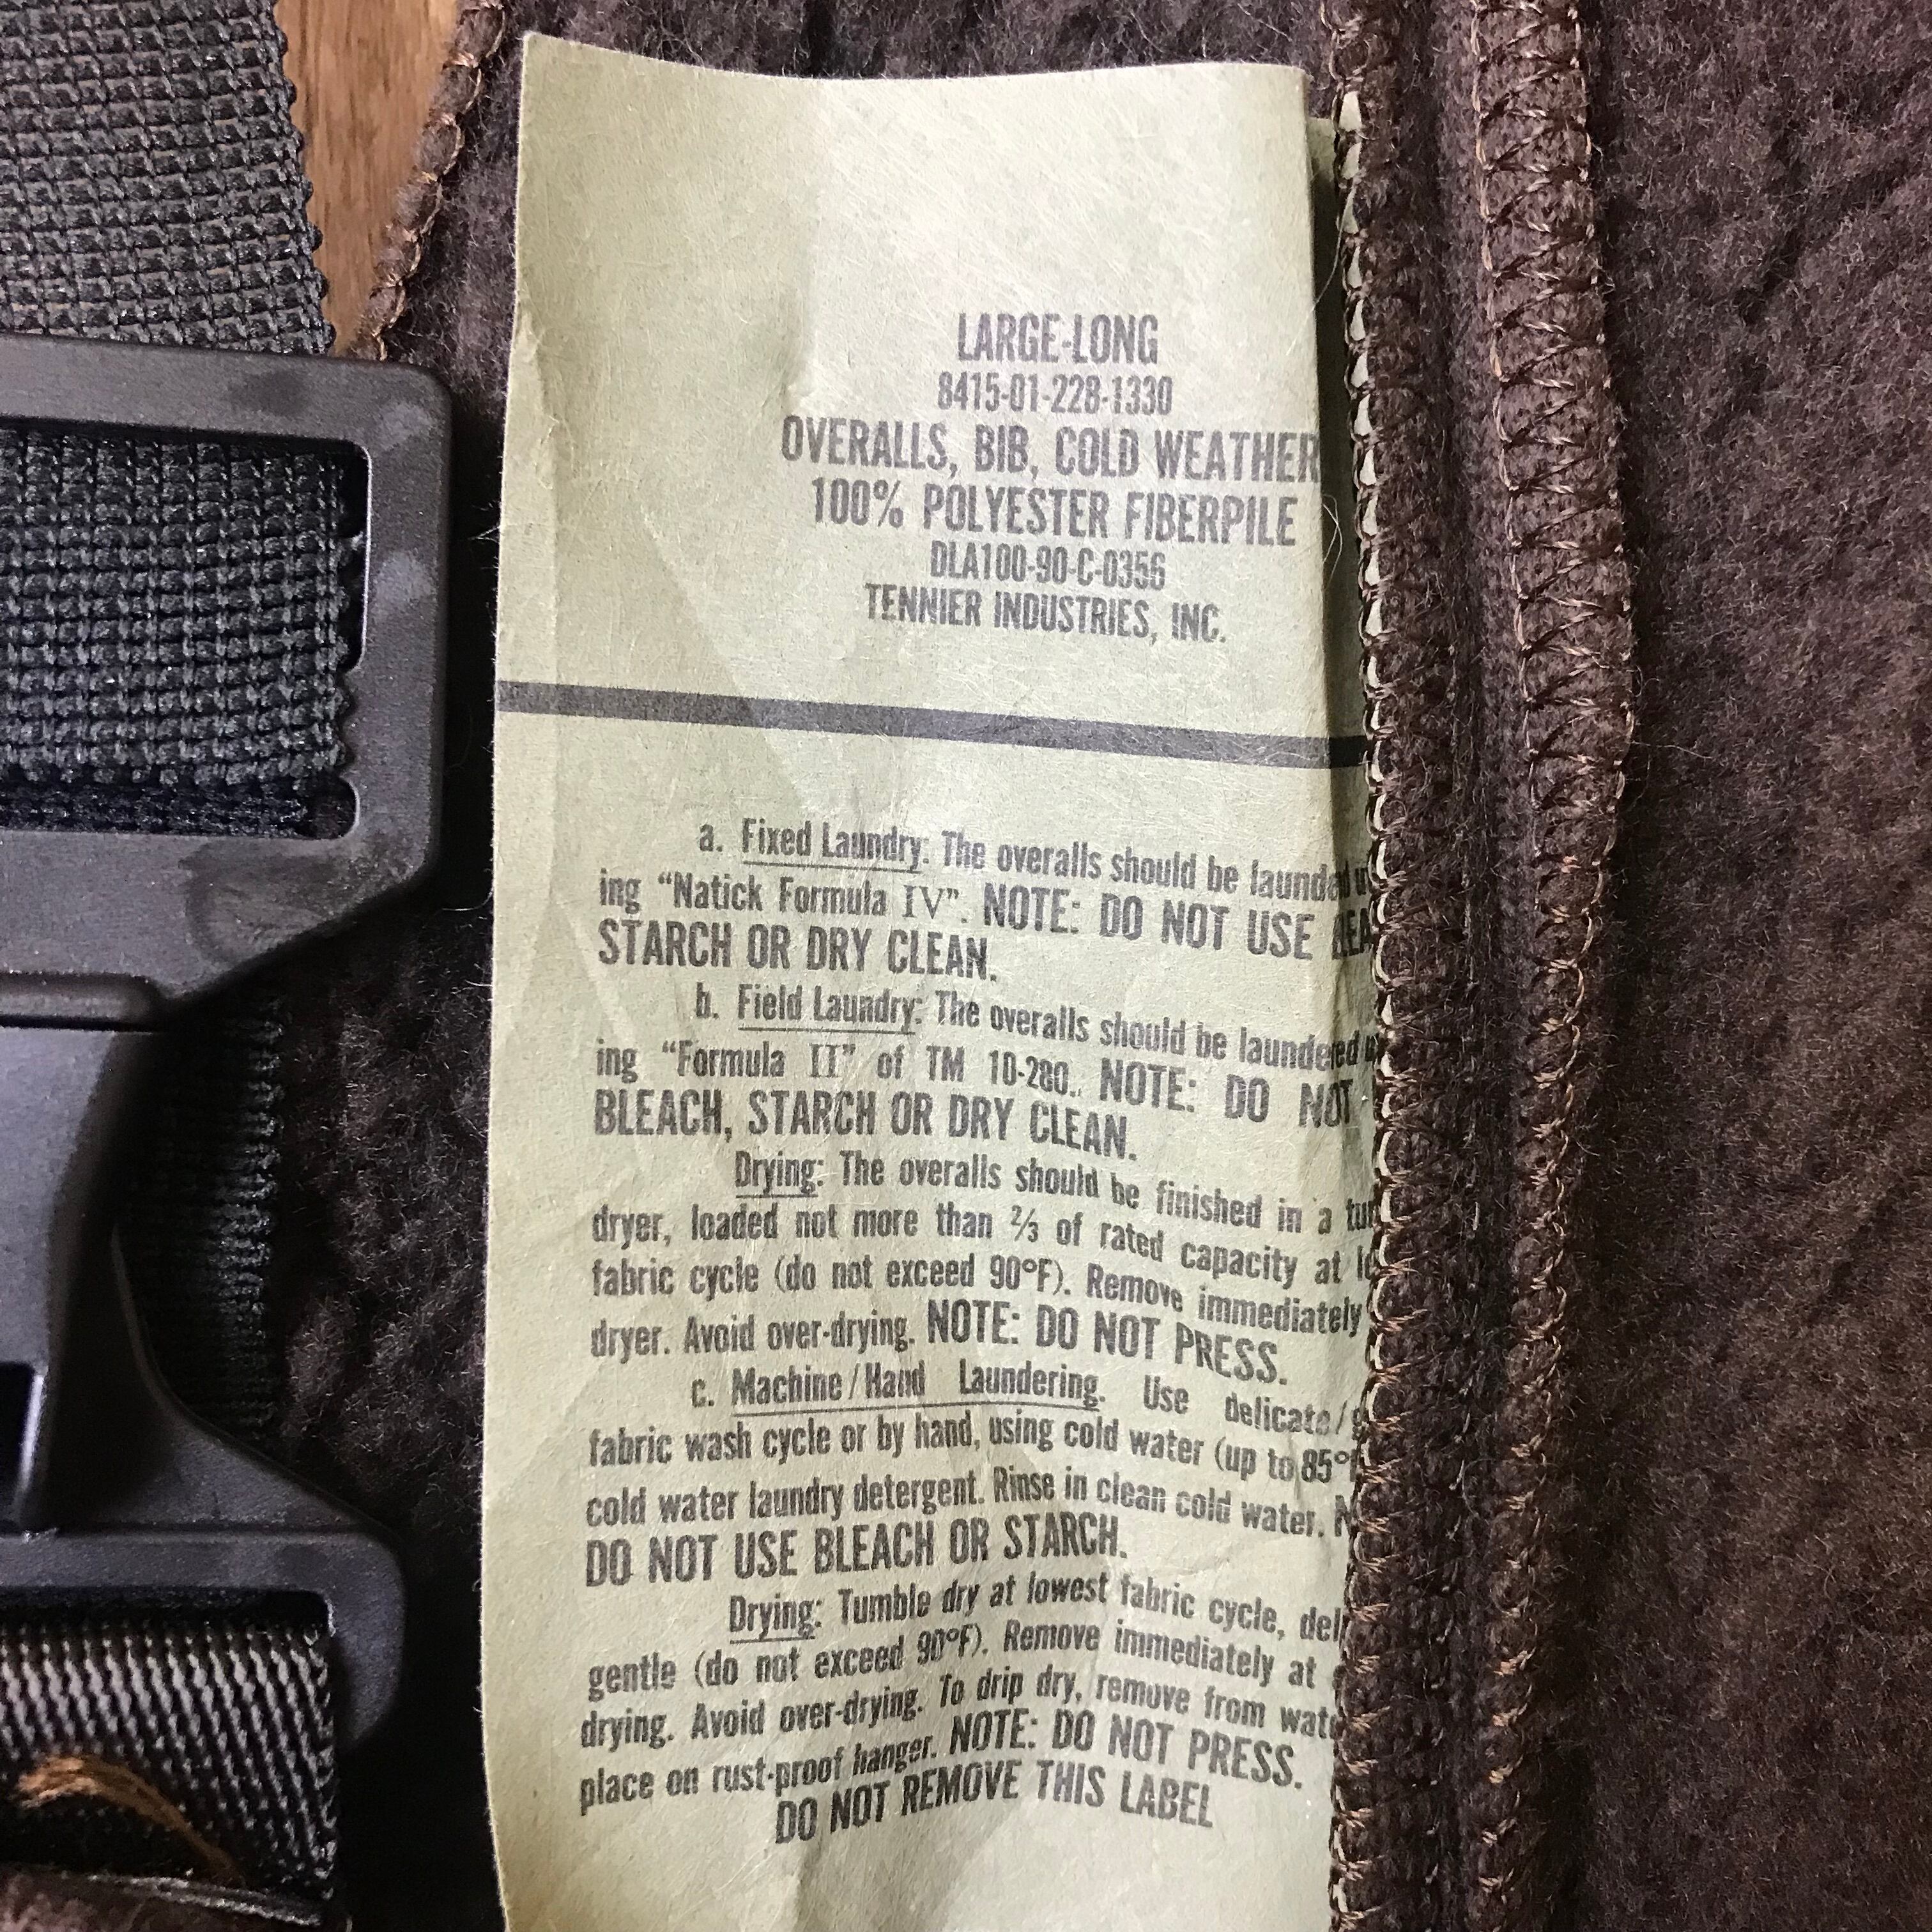 LARGE-LONG
8415-01-228-1330
OVERALLS, BIB, COLD WEATHER
100% POLYESTER FIBERPILE
DLA100-90-C-0356
TENNIER INDUSTRIES, INC.
a. Fixed Laundry: The overalls should be
ing “Natick Formula IV”. NOTE: DO NOT USE
STARCH OR DRY CLEAN.
b. Field Laundry: The overalls should be laundered
ing “Formula II” of TM 10-280. NOTE: DO NOT
BLEACH, STARCH OR DRY CLEAN.
Drying: The overalls should be finished in a
dryer, loaded not more than ⅔ of rated capacity at
fabric cycle (do not exceed 90°F). Remove immediately
dryer. Avoid over-drying. NOTE: DO NOT PRESS.
c. Machine/Hand Laundering. Use delicate/
fabric wash cycle or by hand, using cold water (up to 85°
cold water laundry detergent. Rinse in clean cold water.
DO NOT USE BLEACH OR STARCH.
Drying: Tumble dry at lowest fabric cycle,
gentle (do not exceed 90°F). Remove immediately at
drying. Avoid over-drying. To drip dry, remove from
place on rust-proof hanger. NOTE: DO NOT PRESS.
DO NOT REMOVE THIS LABEL